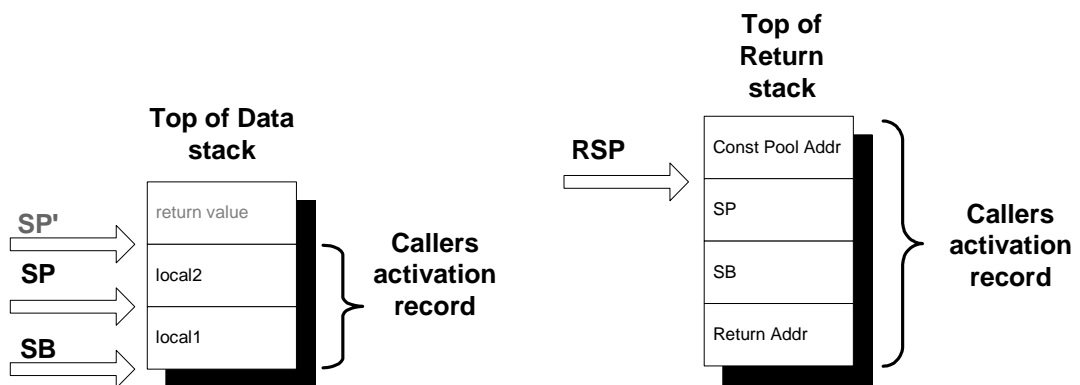 Top of Data
stack
SP'
SP
SB
return value
local2
local1
Callers
activation
record
Top of
Return
stack
RSP
Const Pool Addr
SP
SB
Return Addr
Callers
activation
record